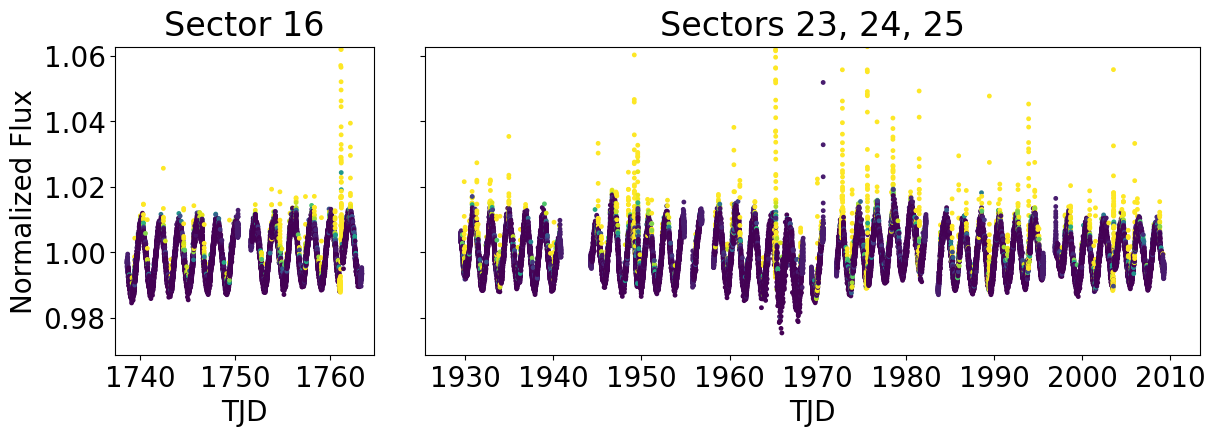 Sector 16
Sectors 23, 24, 25
Normalized Flux
1.06
1.04
1.02
1.00
0.98
1740 1750 1760
1930 1940 1950 1960 1970 1980 1990 2000 2010
TJD
TJD